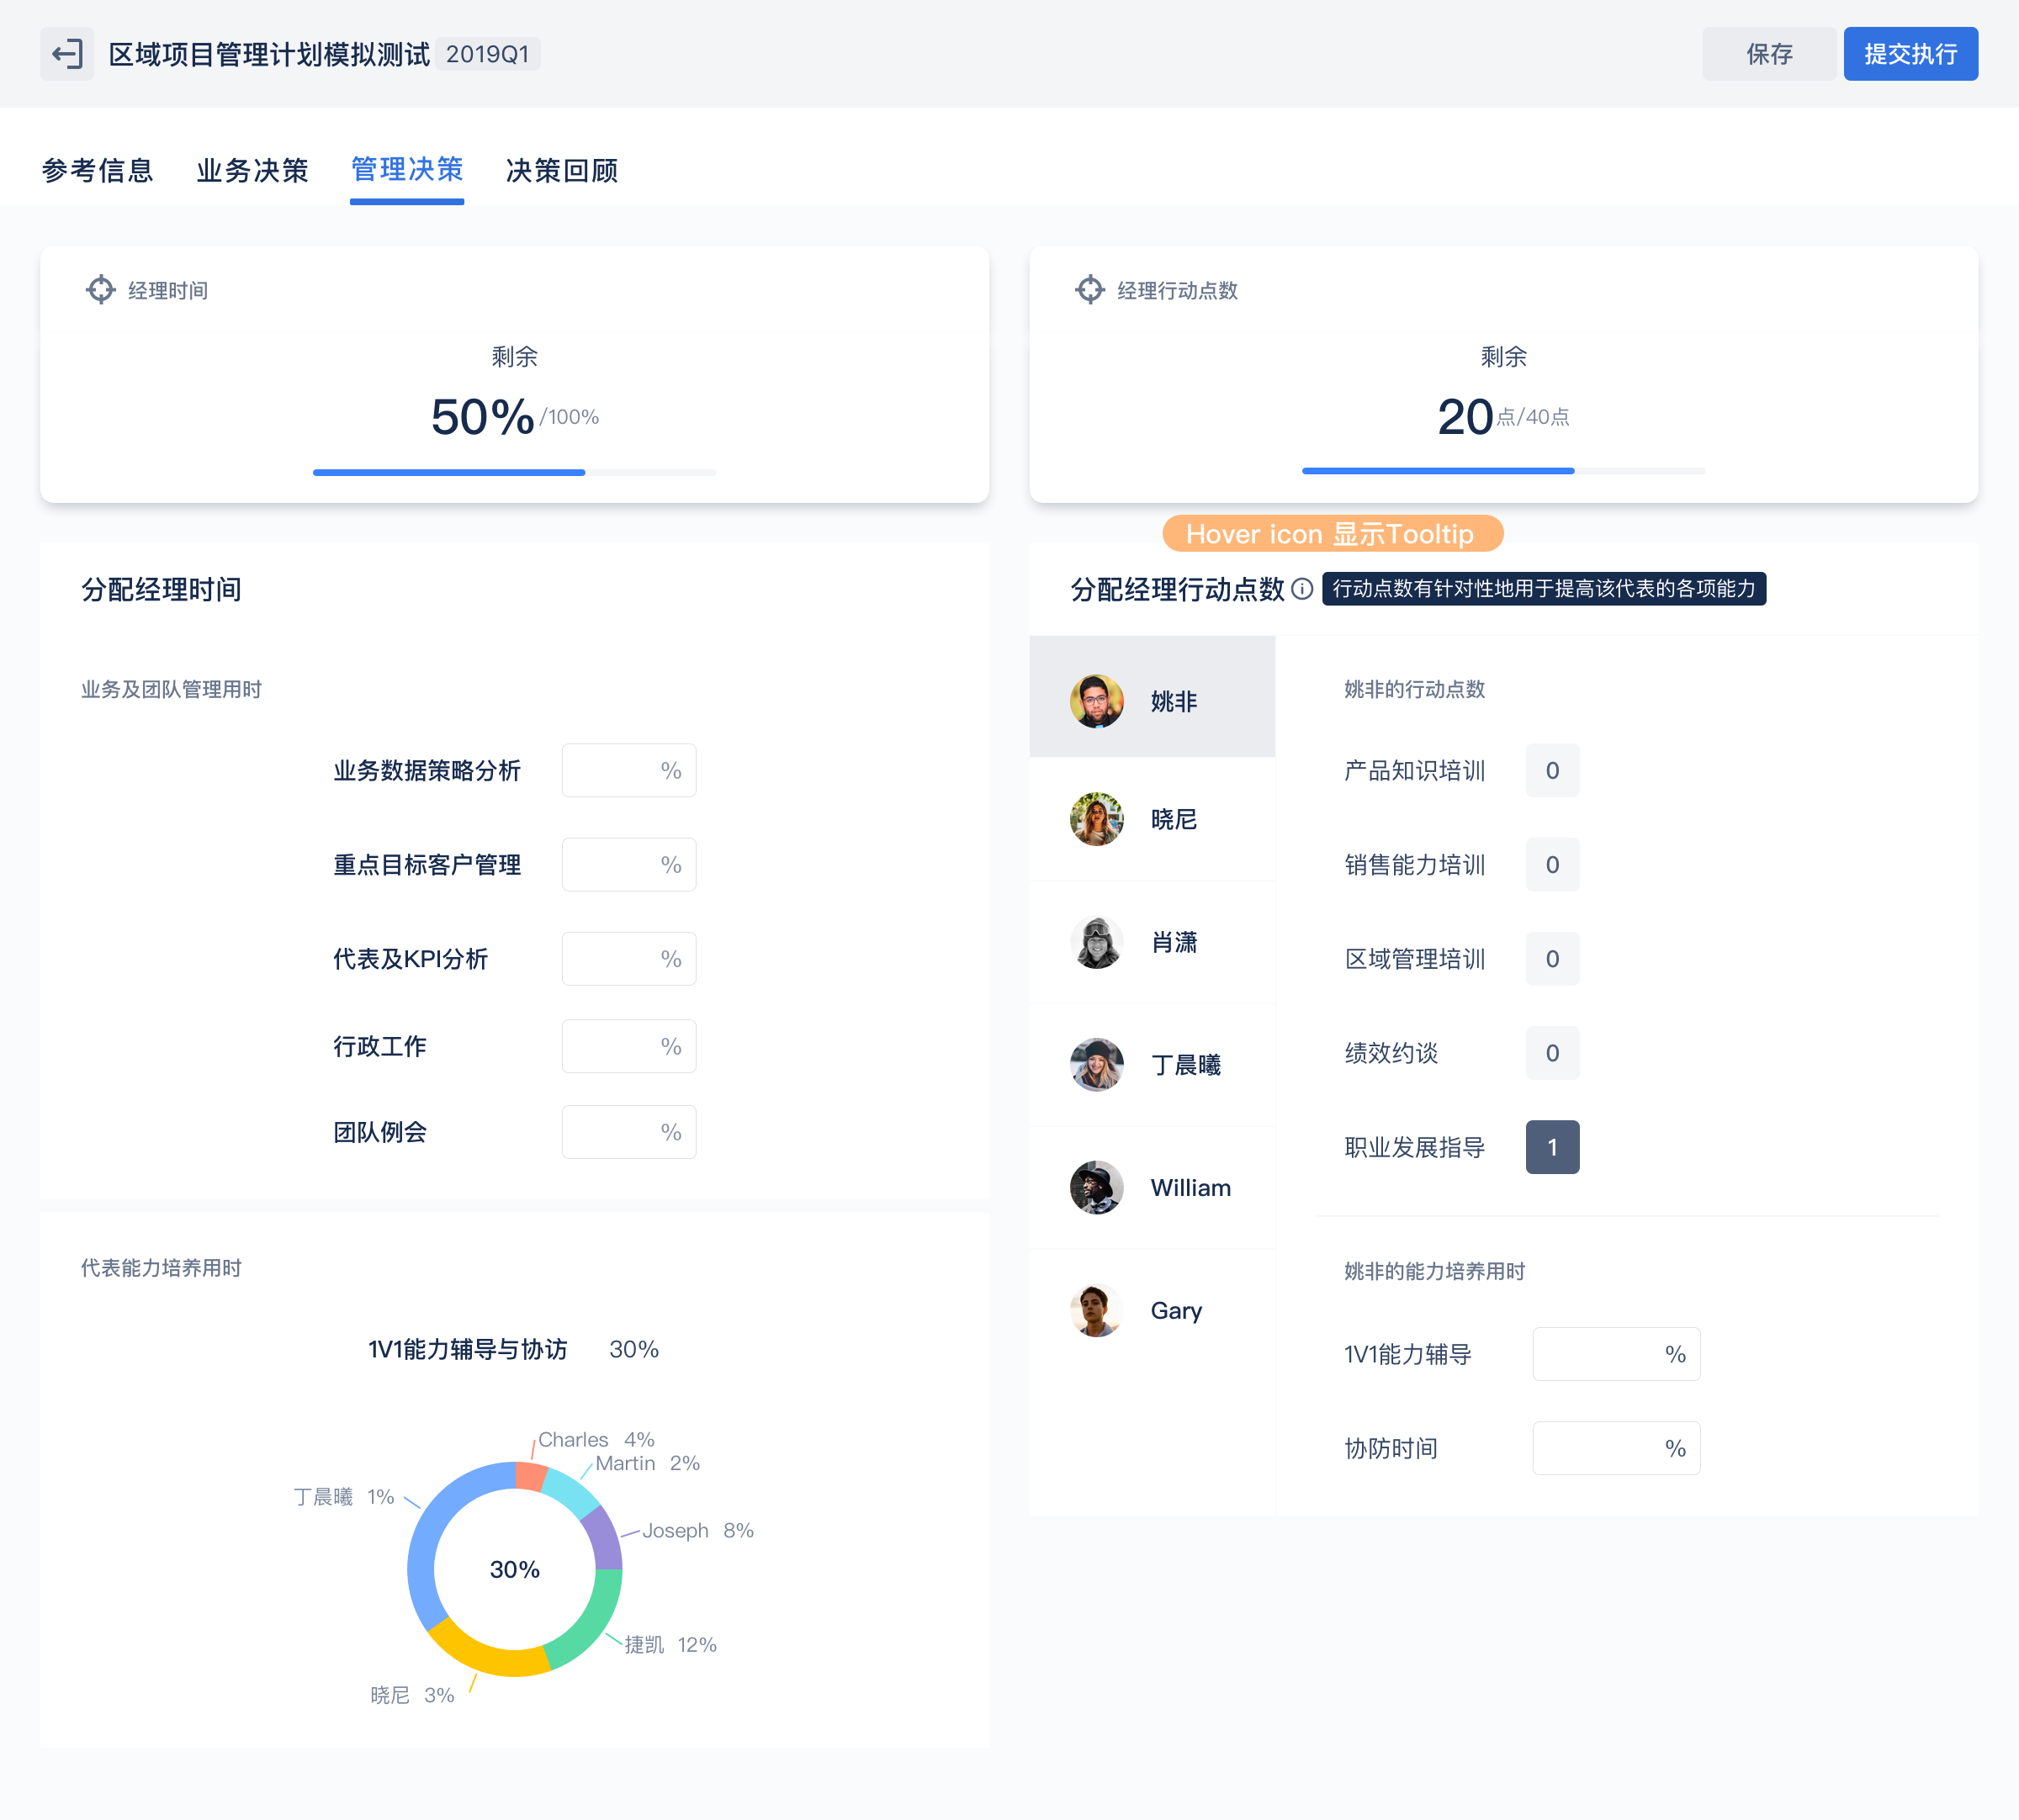 区域项目管理计划模拟测试 2019Q1
保存 提交执行
参考信息 业务决策 管理决策 决策回顾
经理时间
剩余
50% /100%
经理行动点数
剩余
20点/40点
Hover icon 显示Tooltip
分配经理时间
业务及团队管理用时
业务数据策略分析 %
重点目标客户管理 %
代表及KPI分析 %
行政工作 %
团队例会 %
代表能力培养用时
1V1能力辅导与协访 30%
Charles 4%
Martin 2%
丁晨曦 1%
Joseph 8%
30%
捷凯 12%
晓尼 3%
分配经理行动点数 行动点数有针对性地用于提高该代表的各项能力
姚非
晓尼
肖潇
丁晨曦
William
Gary
姚非的行动点数
产品知识培训 0
销售能力培训 0
区域管理培训 0
绩效约谈 0
职业发展指导 1
姚非的能力培养用时
1V1能力辅导 %
协防时间 %